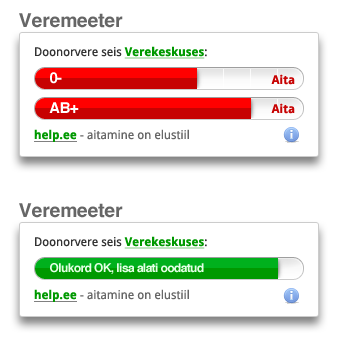 Veremeeter
Doonorvere seis Verekeskuses:
0- Aita
AB+ Aita
help.ee - aitamine on elustiil
Veremeeter
Doonorvere seis Verekeskuses:
Olukord OK, lisa alati oodatud
help.ee - aitamine on elustiil